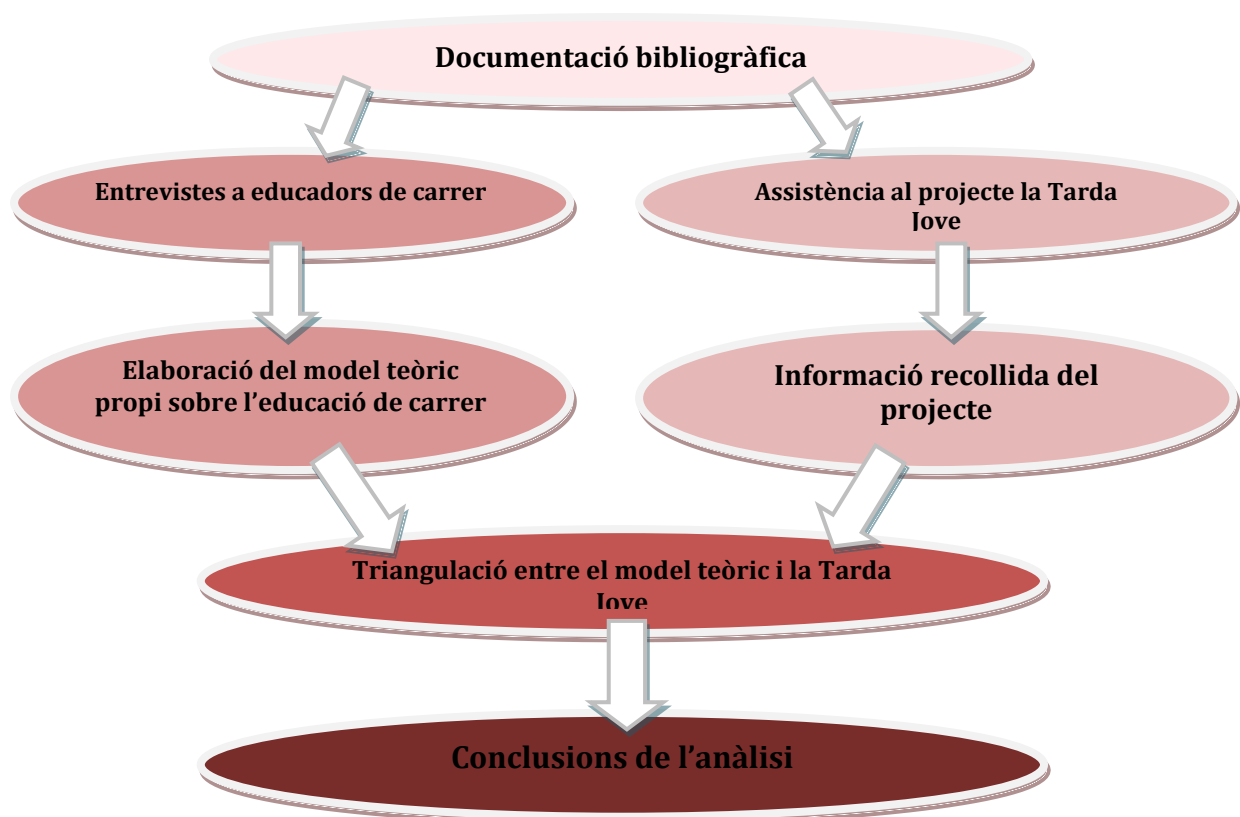 Documentació bibliogràfica
Entrevistes a educadors de carrer
Assistència al projecte la Tarda
Jove
Elaboració del model teòric
propi sobre l’educació de carrer
Informació recollida del
projecte
Triangulació entre el model teòric i la Tarda
Jove
Conclusions de l’anàlisi